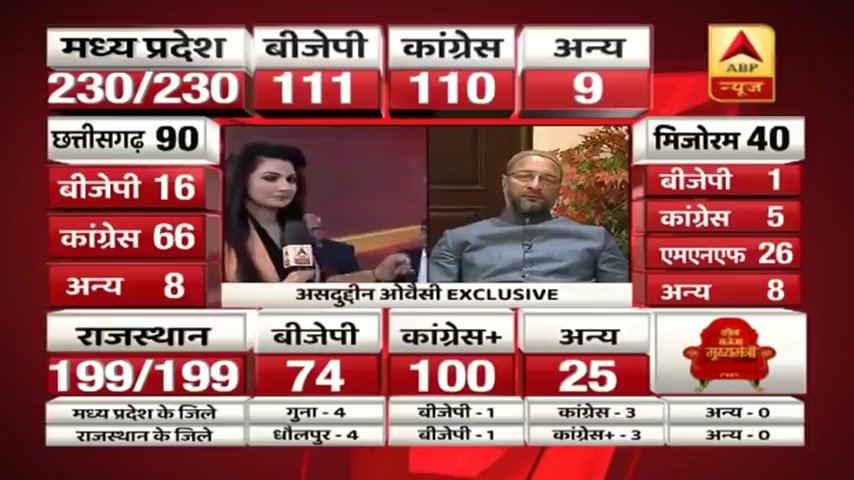 मध्य प्रदेश बीजेपी कांग्रेस अन्य
230/230 111 110 9
ABP
न्यूज़
छत्तीसगढ़ 90
बीजेपी 16
कांग्रेस 66
अन्य 8
ABP
असदुद्दीन ओवैसी EXCLUSIVE
मिजोरम 40
बीजेपी 1
कांग्रेस 5
एमएनएफ 26
अन्य 8
राजस्थान बीजेपी कांग्रेस+ अन्य
199/199 74 100 25
कौन
बनेगा
मुख्यमंत्री
मध्य प्रदेश के जिले गुना - 4 बीजेपी - 1 कांग्रेस - 3 अन्य - 0
राजस्थान के जिले धौलपुर - 4 बीजेपी - 1 कांग्रेस+ - 3 अन्य - 0